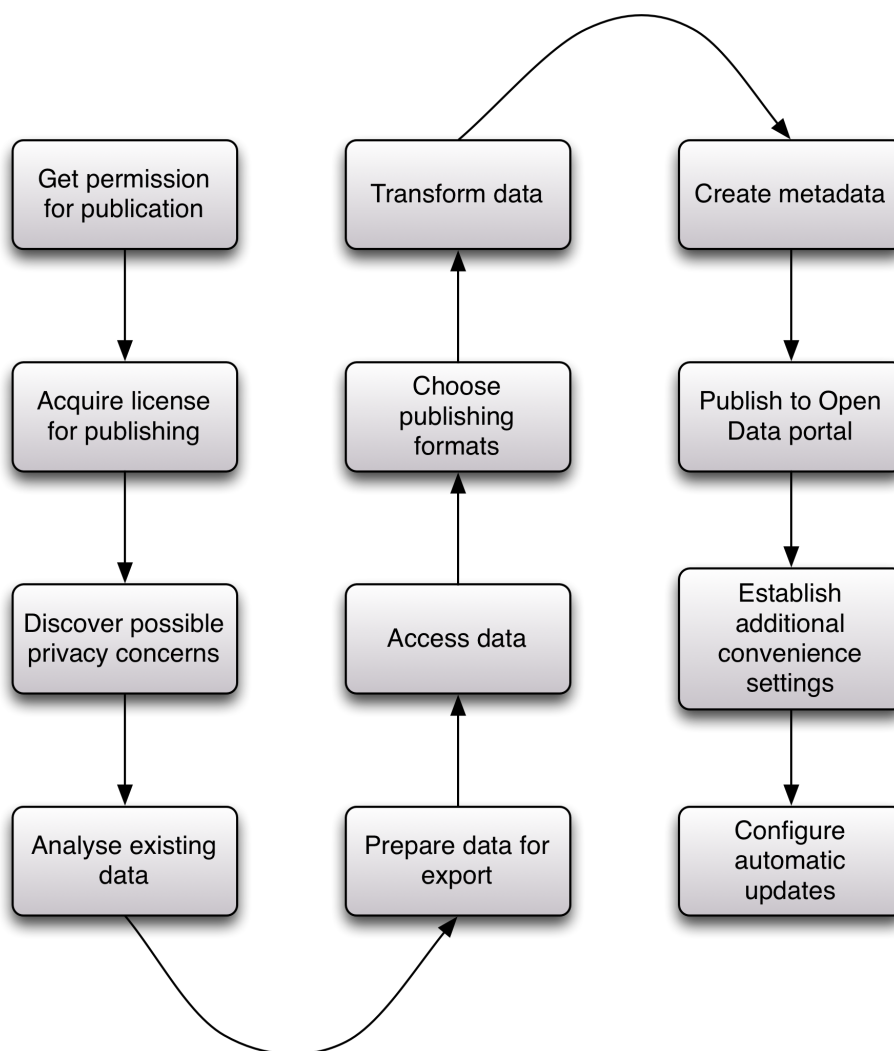 Get permission
for publication
Acquire license
for publishing
Discover possible
privacy concerns
Analyse existing
data
Prepare data for
export
Access data
Choose
publishing
formats
Transform data
Create metadata
Publish to Open
Data portal
Establish
additional
convenience
settings
Configure
automatic
updates